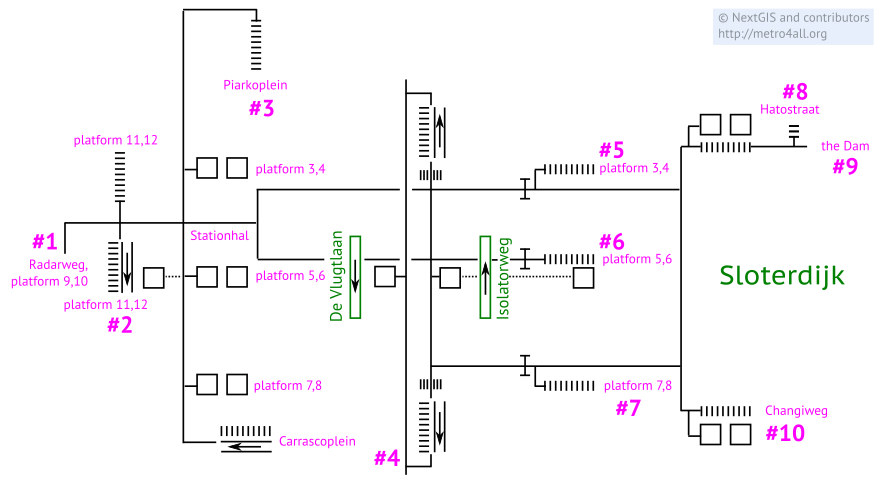 © NextGIS and contributors
http://metro4all.org
Piarkoplein
#3
#8
Hatostraat
platform 11,12
#5
the Dam
#9
platform 3,4
platform 3,4
#1
Stationhal
#6
Radarweg,
platform 9,10
platform 5,6
De Vlugtlaan
Isolatorweg
platform 5,6
Sloterdijk
platform 11,12
#2
platform 7,8
platform 7,8
#7
Changiweg
#10
Carrascoplein
#4